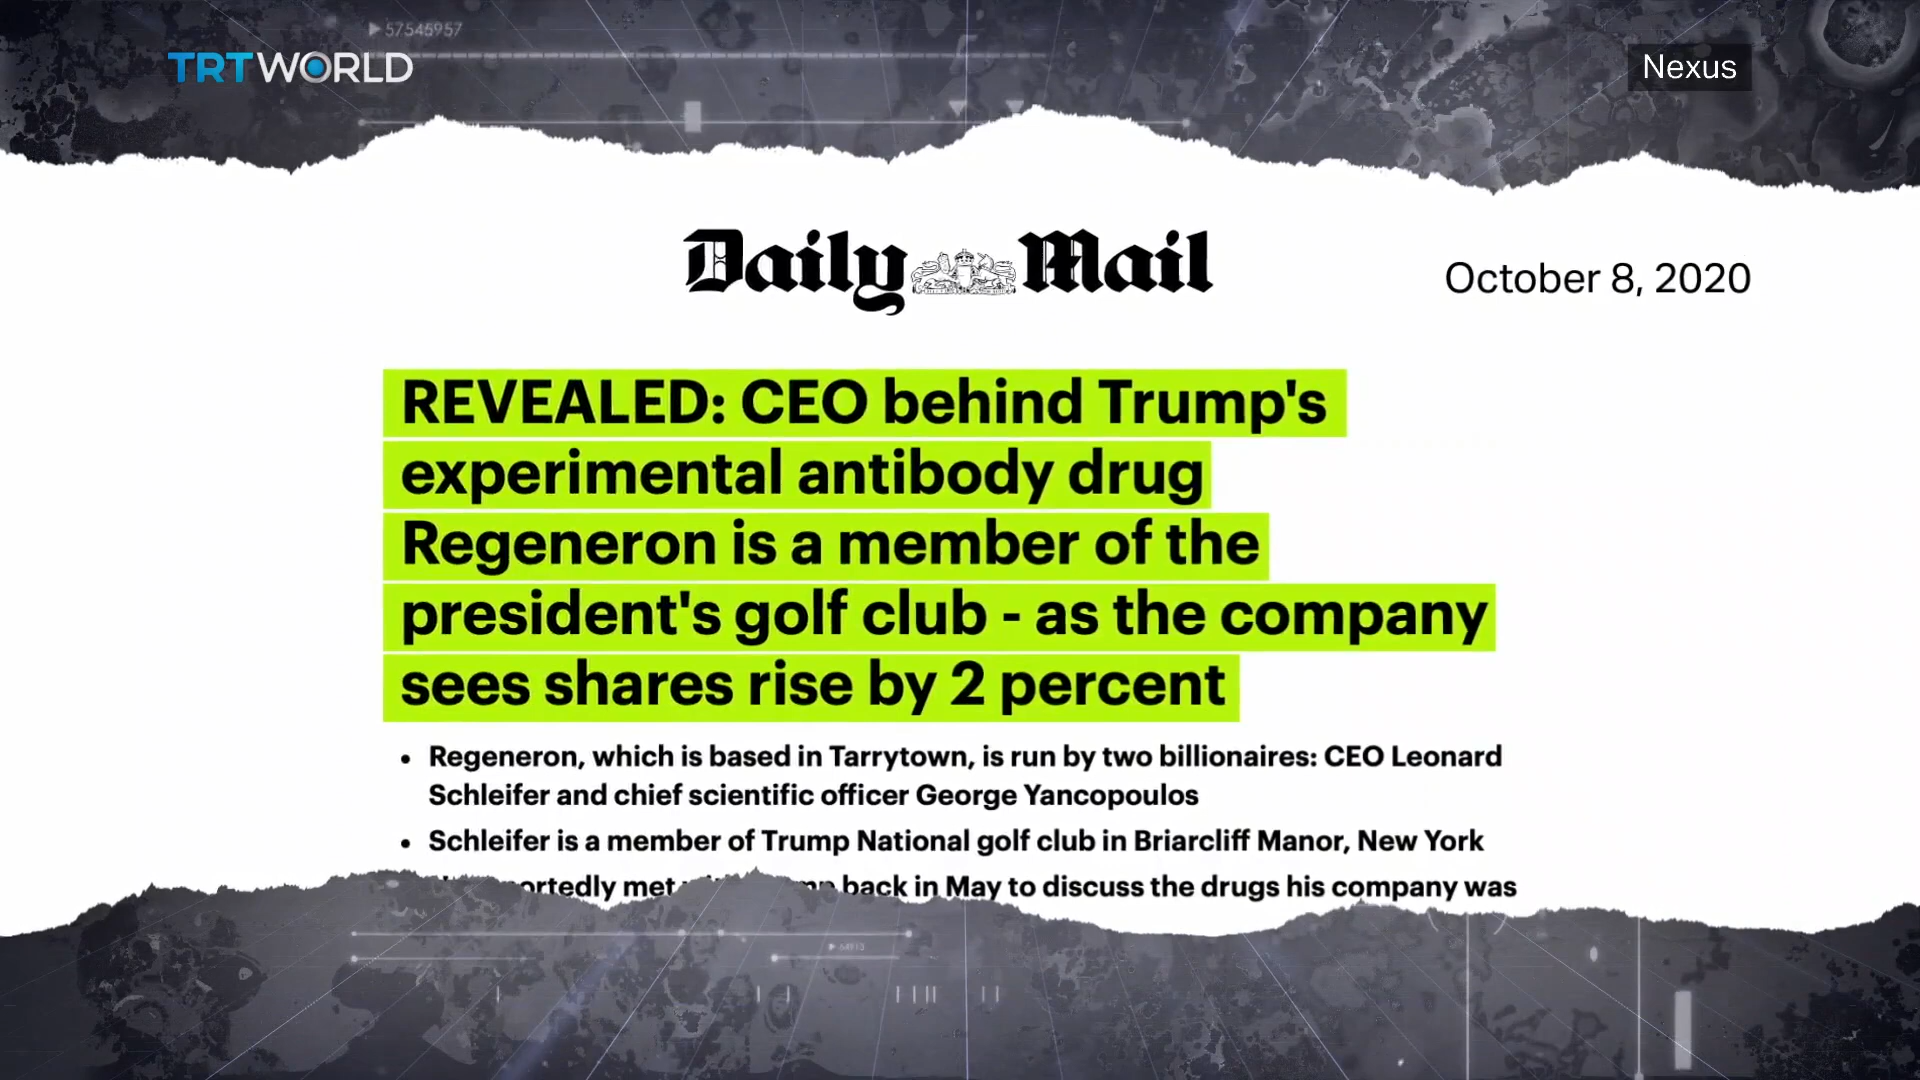 57545957
TRT WORLD
Nexus
Daily Mail
October 8, 2020
REVEALED: CEO behind Trump's
experimental antibody drug
Regeneron is a member of the
president's golf club - as the company
sees shares rise by 2 percent
• Regeneron, which is based in Tarrytown, is run by two billionaires: CEO Leonard
Schleifer and chief scientific officer George Yancopoulos
• Schleifer is a member of Trump National golf club in Briarcliff Manor, New York
met back in May to discuss the drugs his company was